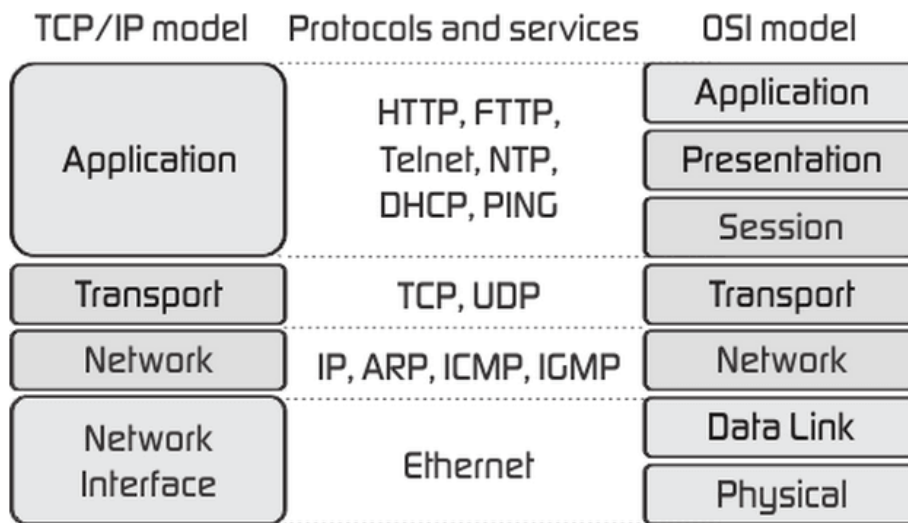 TCP/IP model Protocols and services OSI model
Application
HTTP, FTTP,
Telnet, NTP,
DHCP, PING
Application
Presentation
Session
Transport TCP, UDP Transport
Network IP, ARP, ICMP, IGMP Network
Network
Interface
Ethernet
Data Link
Physical